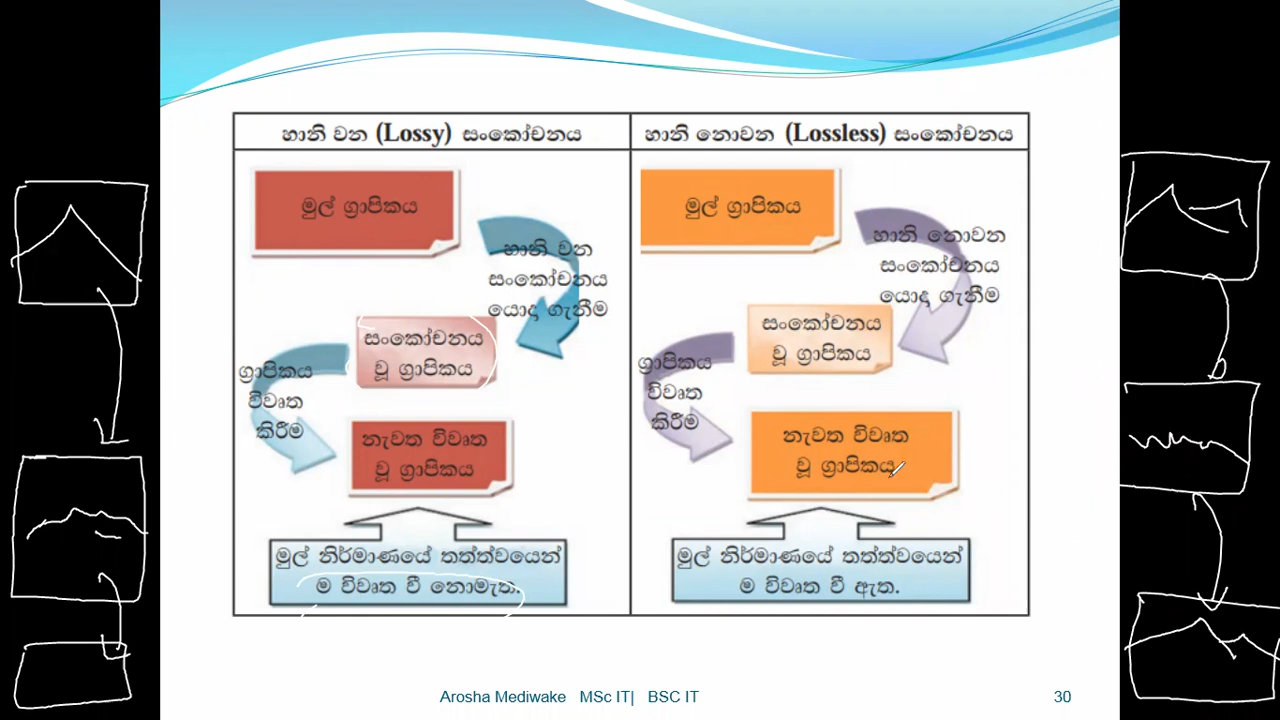 හානි වන (Lossy) සංකෝචනය
මුල් ග්‍රාපිකය
හානි වන
සංකෝචනය
යොදා ගැනීම
සංකෝචනය
වූ ග්‍රාපිකය
ග්‍රාපිකය
විවෘත
කිරීම
නැවත විවෘත
වූ ග්‍රාපිකය
මුල් නිර්මාණයේ තත්ත්වයෙන්
ම විවෘත වී නොමැත.
හානි නොවන (Lossless) සංකෝචනය
මුල් ග්‍රාපිකය
හානි නොවන
සංකෝචනය
යොදා ගැනීම
සංකෝචනය
වූ ග්‍රාපිකය
ග්‍රාපිකය
විවෘත
කිරීම
නැවත විවෘත
වූ ග්‍රාපිකය
මුල් නිර්මාණයේ තත්ත්වයෙන්
ම විවෘත වී ඇත.
Arosha Mediwake MSc IT| BSC IT
30